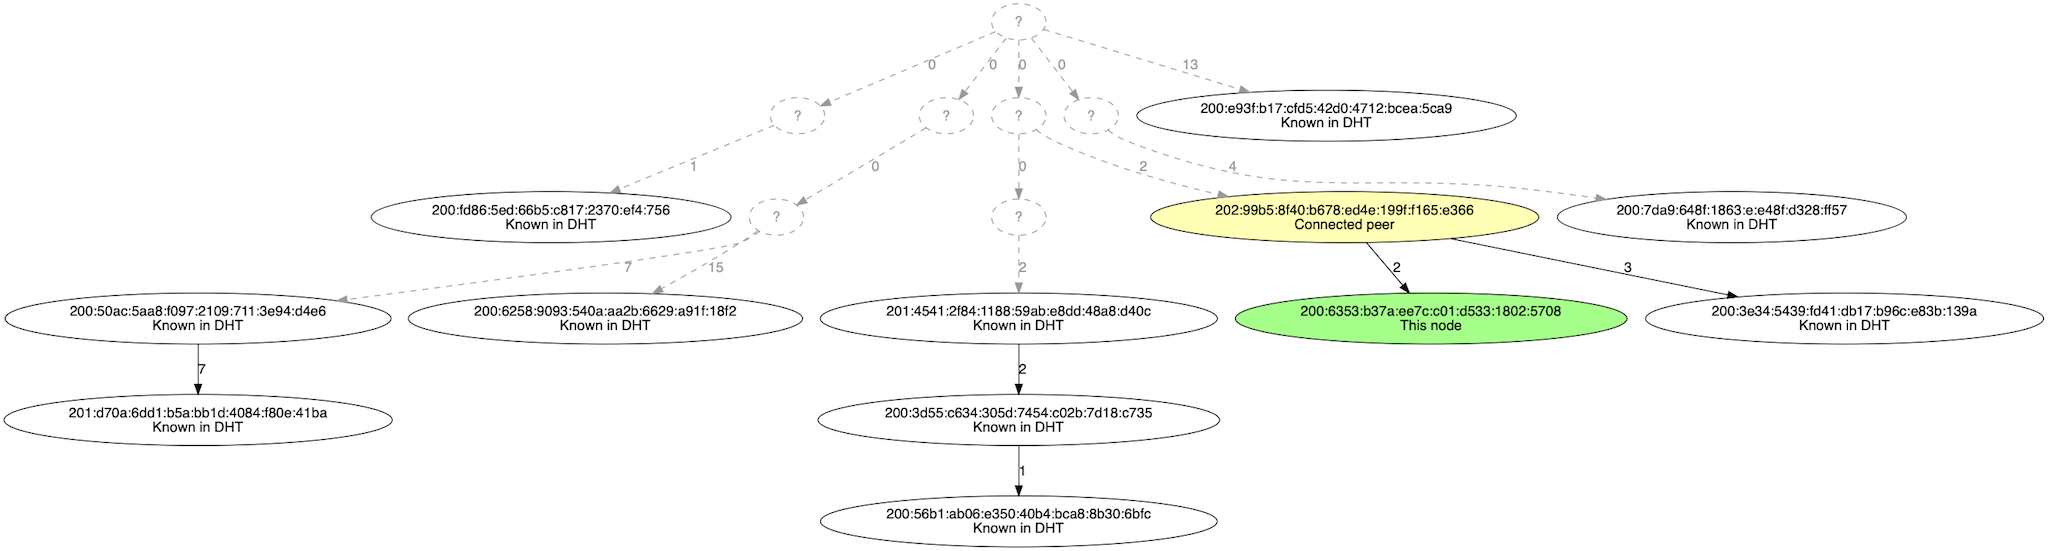 ?
0
0
0
0
13
?
?
?
?
200:e93f:b17:cfd5:42d0:4712:bcea:5ca9
Known in DHT
1
0
0
2
4
200:fd86:5ed:66b5:c817:2370:ef4:756
Known in DHT
?
?
202:99b5:8f40:b678:ed4e:199f:f165:e366
Connected peer
200:7da9:648f:1863:e:e48f:d328:ff57
Known in DHT
7
15
2
2
3
200:50ac:5aa8:f097:2109:711:3e94:d4e6
Known in DHT
200:6258:9093:540a:aa2b:6629:a91f:18f2
Known in DHT
201:4541:2f84:1188:59ab:e8dd:48a8:d40c
Known in DHT
200:6353:b37a:ee7c:c01:d533:1802:5708
This node
200:3e34:5439:fd41:db17:b96c:e83b:139a
Known in DHT
7
2
201:d70a:6dd1:b5a:bb1d:4084:f80e:41ba
Known in DHT
200:3d55:c634:305d:7454:c02b:7d18:c735
Known in DHT
1
200:56b1:ab06:e350:40b4:bca8:8b30:6bfc
Known in DHT